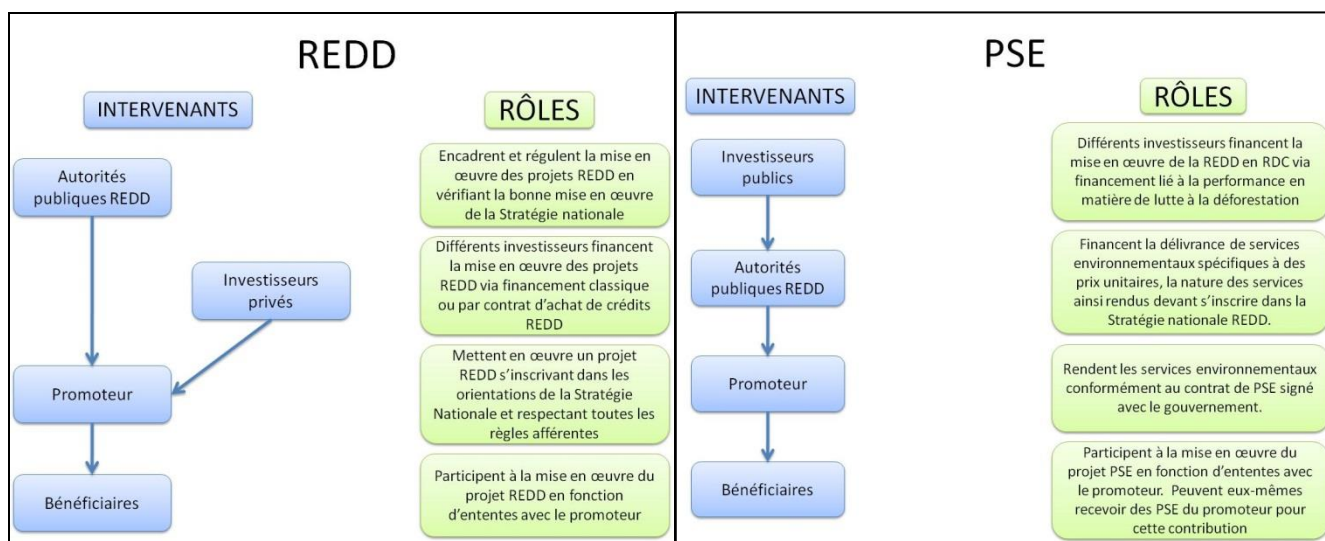 REDD
INTERVENANTS
RÔLES
Autorités
publiques REDD
Encadrent et régulent la mise en
œuvre des projets REDD en
vérifiant la bonne mise en œuvre
de la Stratégie nationale
Investisseurs
privés
Différents investisseurs financent
la mise en œuvre des projets
REDD via financement classique
ou par contrat d’achat de crédits
REDD
Promoteur
Mettent en œuvre un projet
REDD s’inscrivant dans les
orientations de la Stratégie
Nationale et respectant toutes les
règles afférentes
Bénéficiaires
Participent à la mise en œuvre du
projet REDD en fonction
d’ententes avec le promoteur
PSE
INTERVENANTS
RÔLES
Investisseurs
publics
Différents investisseurs financent la
mise en œuvre de la REDD en RDC via
financement lié à la performance en
matière de lutte à la déforestation
Autorités
publiques REDD
Financent la délivrance de services
environnementaux spécifiques à des
prix unitaires, la nature des services
ainsi rendus devant s’inscrire dans la
Stratégie nationale REDD.
Promoteur
Rendent les services environnementaux
conformément au contrat de PSE signé
avec le gouvernement.
Bénéficiaires
Participent à la mise en œuvre du
projet PSE en fonction d’ententes avec
le promoteur. Peuvent eux-mêmes
recevoir des PSE du promoteur pour
cette contribution